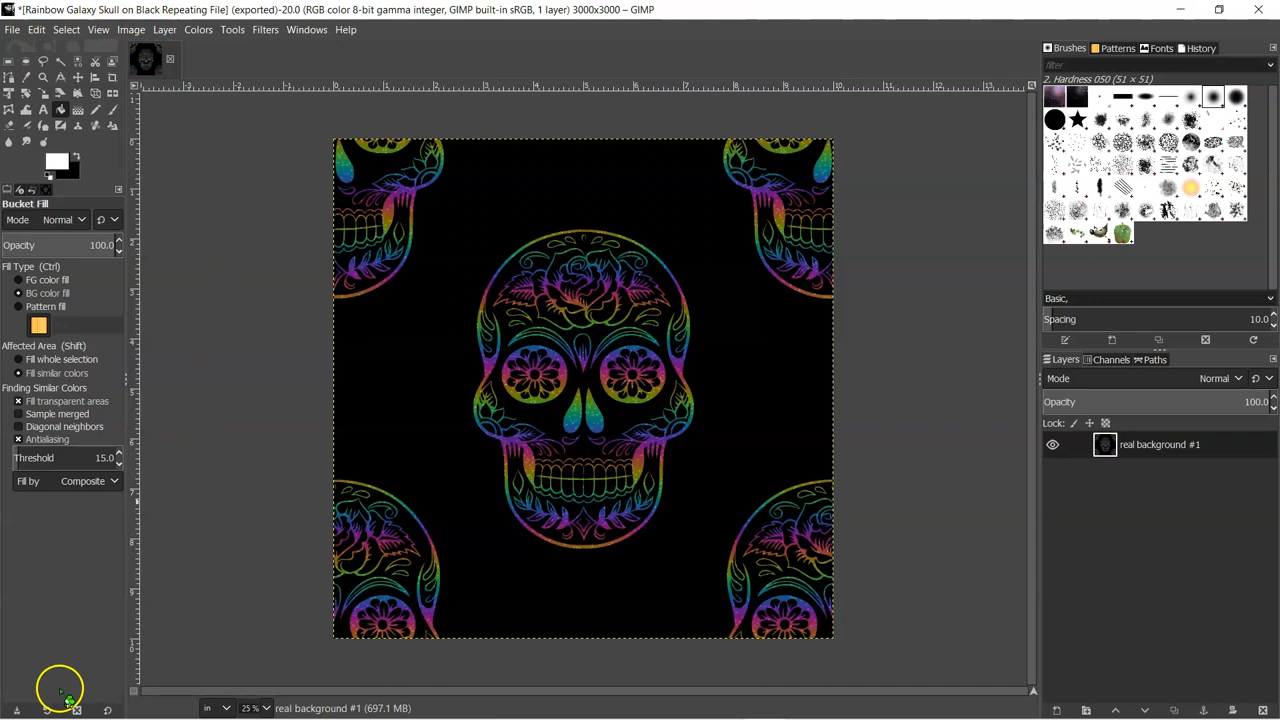 *[Rainbow Galaxy Skull on Black Repeating File] (exported)-20.0 (RGB color 8-bit gamma integer, GIMP built-in sRGB, 1 layer) 3000x3000 – GIMP
File Edit Select View Image Layer Colors Tools Filters Windows Help
Brushes Patterns Fonts History
filter
2. Hardness 050 (51 × 51)
Bucket Fill
Mode Normal
Opacity 100.0
Fill Type (Ctrl)
FG color fill
BG color fill
Pattern fill
Affected Area (Shift)
Fill whole selection
Fill similar colors
Finding Similar Colors
Fill transparent areas
Sample merged
Diagonal neighbors
Antialiasing
Threshold 15.0
Fill by Composite
Basic,
Spacing 10.0
Layers Channels Paths
Mode Normal
Opacity 100.0
Lock:
real background #1
in 25 % real background #1 (697.1 MB)